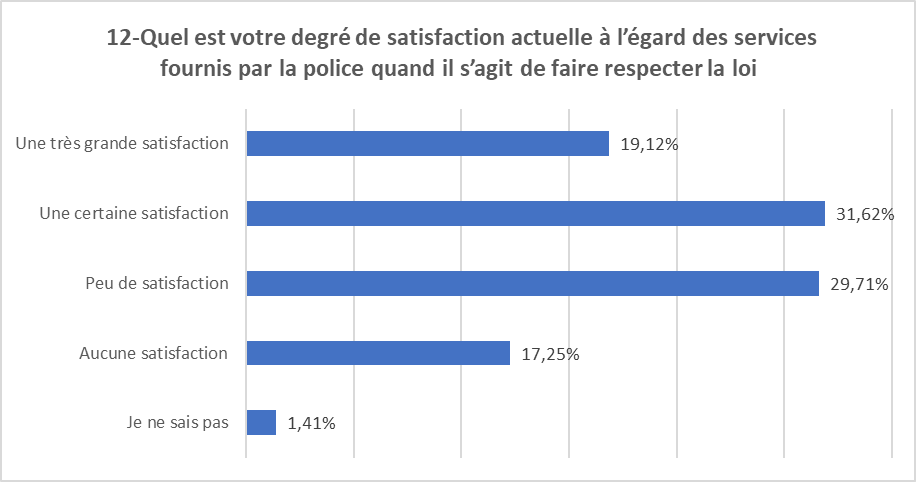 12-Quel est votre degré de satisfaction actuelle à l’égard des services
fournis par la police quand il s’agit de faire respecter la loi
Une très grande satisfaction 19,12%
Une certaine satisfaction 31,62%
Peu de satisfaction 29,71%
Aucune satisfaction 17,25%
Je ne sais pas 1,41%